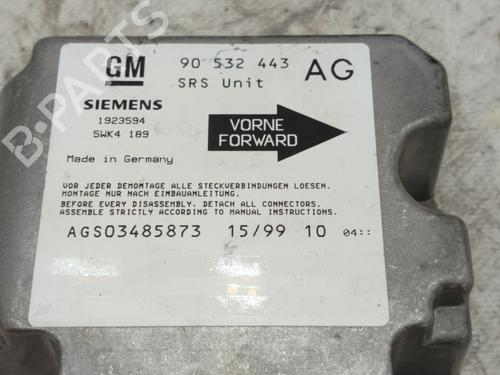 GM 90 532 443 AG
SRS Unit
SIEMENS
1923594
5WK4 189
VORNE
FORWARD
Made in Germany
VOR JEDER DEMONTAGE ALLE STECKVERBINDUNGEN LOESEN.
MONTAGE NUR NACH EINBAUANLEITUNG.
BEFORE EVERY DISASSEMBLY, DETACH ALL CONNECTORS.
ASSEMBLE STRICTLY ACCORDING TO MANUAL INSTRUCTIONS.
AGS03485873 15/99 10 04::
B-PARTS